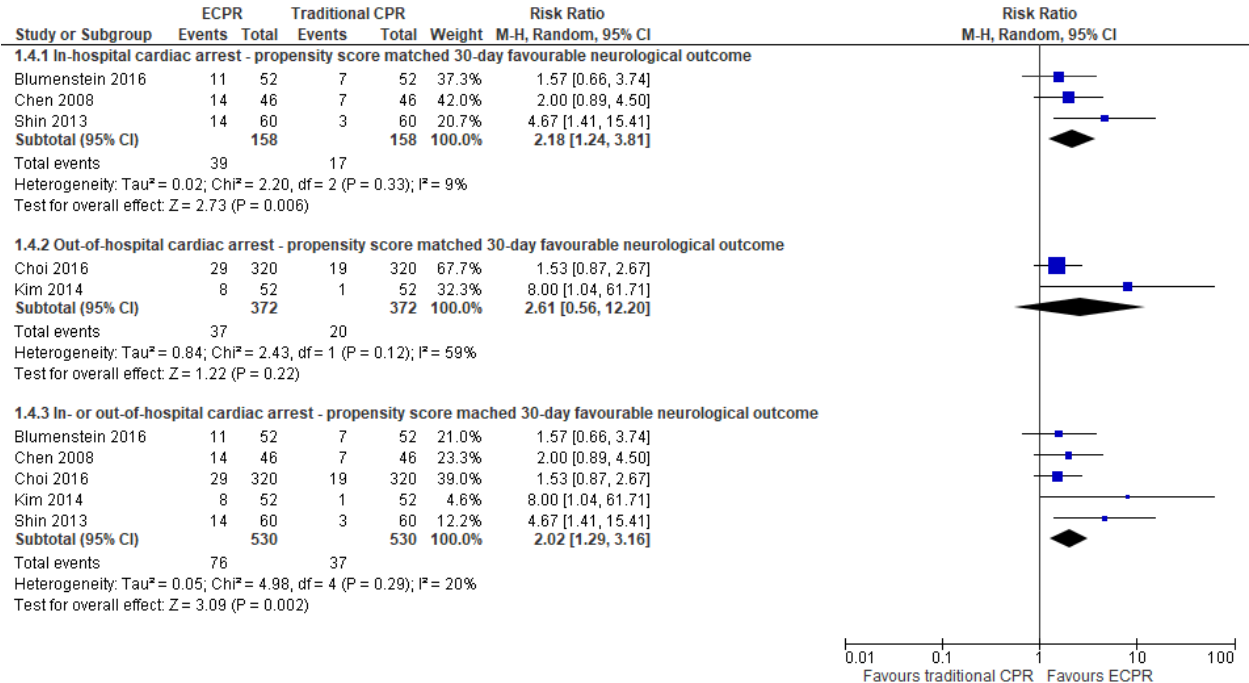 ECPR Traditional CPR Risk Ratio Risk Ratio
Study or Subgroup Events Total Events Total Weight M-H, Random, 95% CI M-H, Random, 95% CI
1.4.1 In-hospital cardiac arrest - propensity score matched 30-day favourable neurological outcome
Blumenstein 2016 11 52 7 52 37.3% 1.57 [0.66, 3.74]
Chen 2008 14 46 7 46 42.0% 2.00 [0.89, 4.50]
Shin 2013 14 60 3 60 20.7% 4.67 [1.41, 15.41]
Subtotal (95% CI) 158 158 100.0% 2.18 [1.24, 3.81]
Total events 39 17
Heterogeneity: Tau² = 0.02; Chi² = 2.20, df = 2 (P = 0.33); I² = 9%
Test for overall effect: Z = 2.73 (P = 0.006)
1.4.2 Out-of-hospital cardiac arrest - propensity score matched 30-day favourable neurological outcome
Choi 2016 29 320 19 320 67.7% 1.53 [0.87, 2.67]
Kim 2014 8 52 1 52 32.3% 8.00 [1.04, 61.71]
Subtotal (95% CI) 372 372 100.0% 2.61 [0.56, 12.20]
Total events 37 20
Heterogeneity: Tau² = 0.84; Chi² = 2.43, df = 1 (P = 0.12); I² = 59%
Test for overall effect: Z = 1.22 (P = 0.22)
1.4.3 In- or out-of-hospital cardiac arrest - propensity score mached 30-day favourable neurological outcome
Blumenstein 2016 11 52 7 52 21.0% 1.57 [0.66, 3.74]
Chen 2008 14 46 7 46 23.3% 2.00 [0.89, 4.50]
Choi 2016 29 320 19 320 39.0% 1.53 [0.87, 2.67]
Kim 2014 8 52 1 52 4.6% 8.00 [1.04, 61.71]
Shin 2013 14 60 3 60 12.2% 4.67 [1.41, 15.41]
Subtotal (95% CI) 530 530 100.0% 2.02 [1.29, 3.16]
Total events 76 37
Heterogeneity: Tau² = 0.05; Chi² = 4.98, df = 4 (P = 0.29); I² = 20%
Test for overall effect: Z = 3.09 (P = 0.002)
0.01 0.1 1 10 100
Favours traditional CPR Favours ECPR